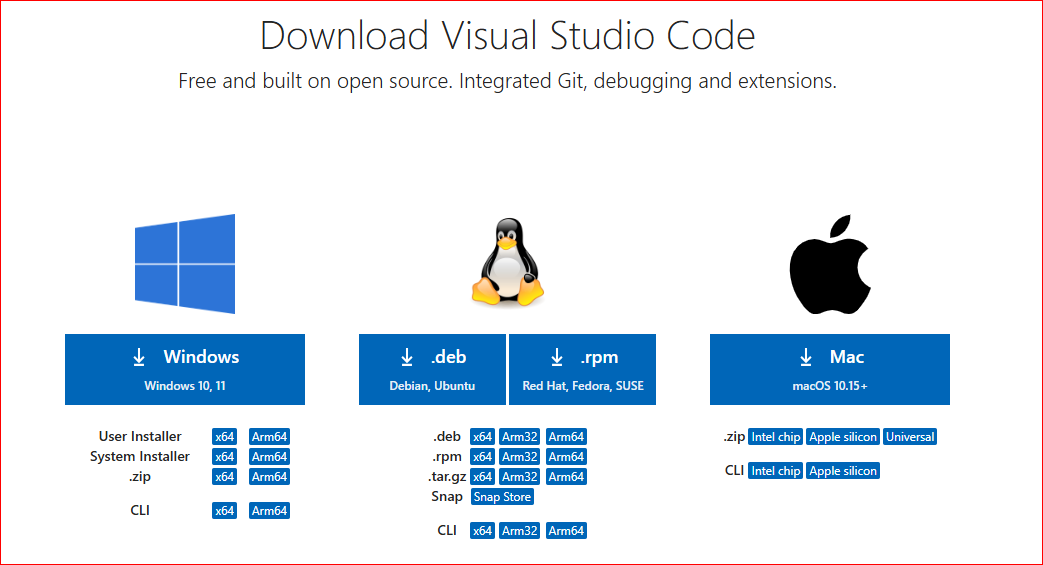 Download Visual Studio Code
Free and built on open source. Integrated Git, debugging and extensions.
Windows
Windows 10, 11
User Installer x64 Arm64
System Installer x64 Arm64
.zip x64 Arm64
CLI x64 Arm64
.deb
Debian, Ubuntu
.rpm
Red Hat, Fedora, SUSE
.deb x64 Arm32 Arm64
.rpm x64 Arm32 Arm64
.tar.gz x64 Arm32 Arm64
Snap Snap Store
CLI x64 Arm32 Arm64
Mac
macOS 10.15+
.zip Intel chip Apple silicon Universal
CLI Intel chip Apple silicon